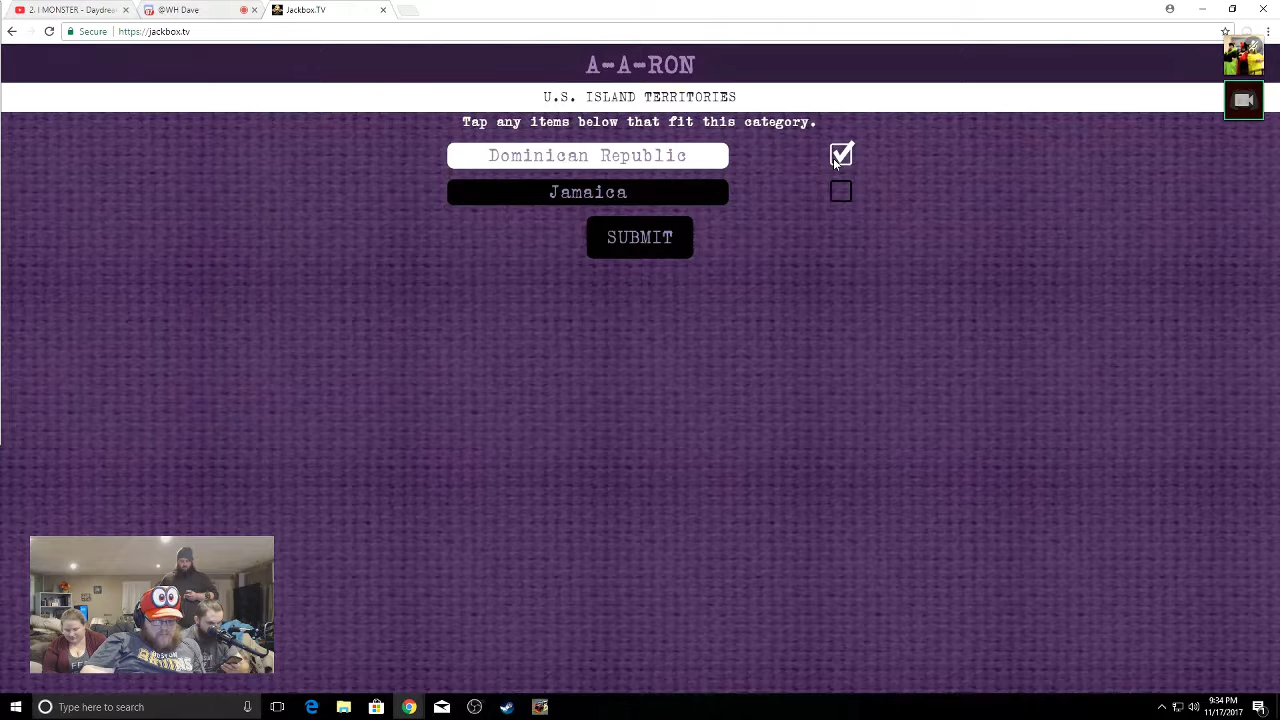 2. I MONSTER - Daydrea
@WH Dave
Jackbox.TV
Secure
https://jackbox.tv
A-A-RON
U.S. ISLAND TERRITORIES
Tap any items below that fit this category.
Dominican Republic
Jamaica
SUBMIT
Type here to search
9:34 PM
11/17/2017